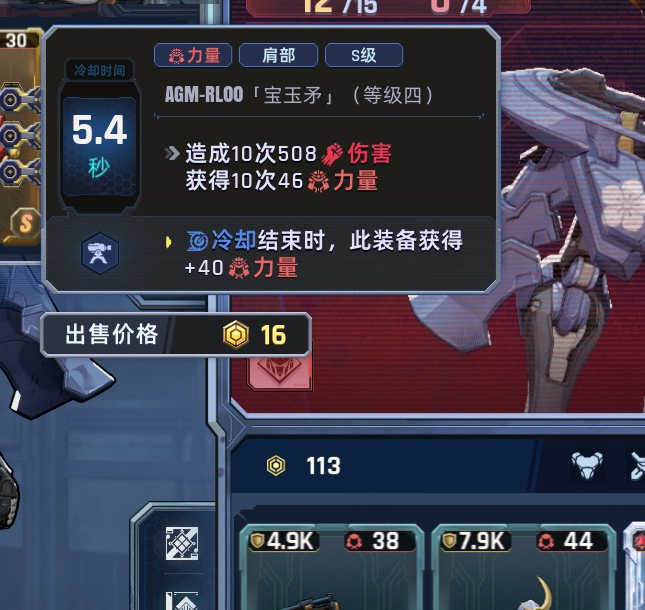 12/15
0/4
30
冷却时间
力量
肩部
S级
AGM-RL00「宝玉矛」（等级四）
5.4
秒
造成10次508伤害
获得10次46力量
S
冷却结束时，此装备获得
+40力量
出售价格
16
113
4.9K
38
7.9K
44